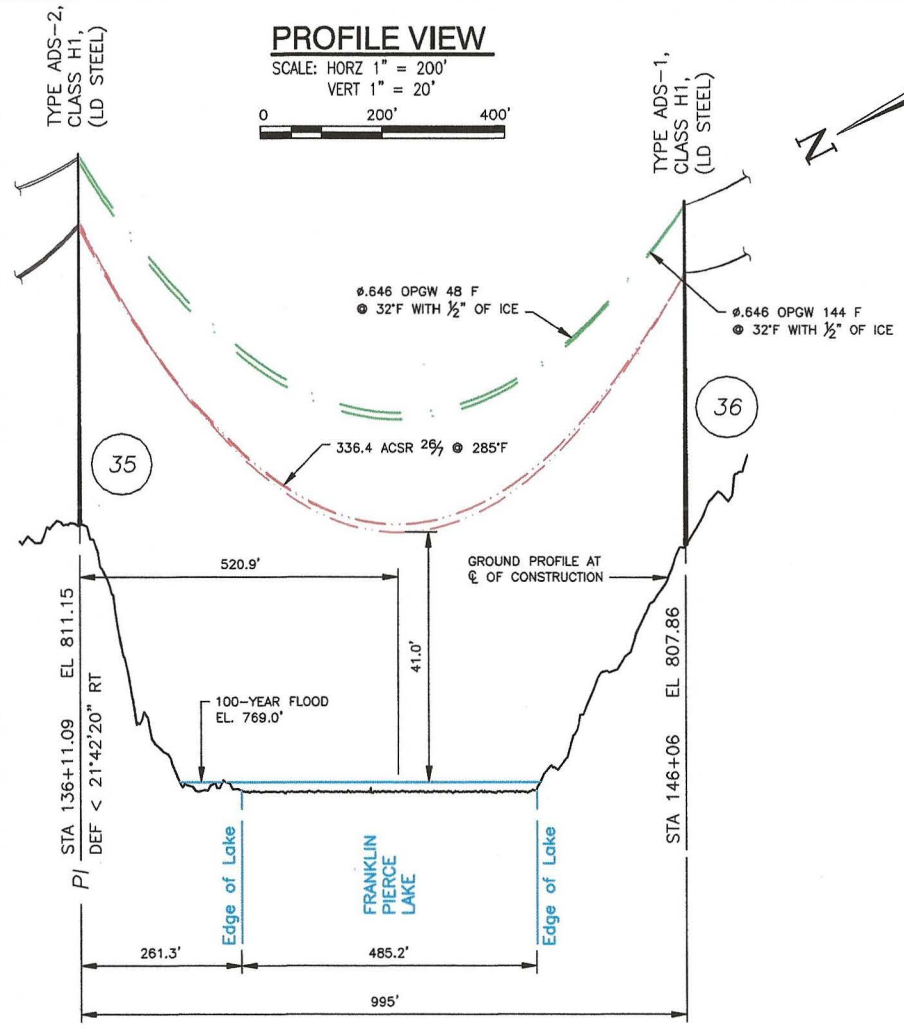 PROFILE VIEW
SCALE: HORZ 1" = 200'
VERT 1" = 20'
0 200' 400'
TYPE ADS-2,
CLASS H1,
(LD STEEL)
TYPE ADS-1,
CLASS H1,
(LD STEEL)
N
ø.646 OPGW 48 F
@ 32°F WITH ½" OF ICE
ø.646 OPGW 144 F
@ 32°F WITH ½" OF ICE
35
36
336.4 ACSR 26/7 @ 285°F
520.9'
GROUND PROFILE AT
℄ OF CONSTRUCTION
41.0'
100-YEAR FLOOD
EL. 769.0'
STA 136+11.09 EL 811.15
PI DEF < 21°42'20" RT
STA 146+06 EL 807.86
Edge of Lake
FRANKLIN
PIERCE
LAKE
Edge of Lake
261.3'
485.2'
995'